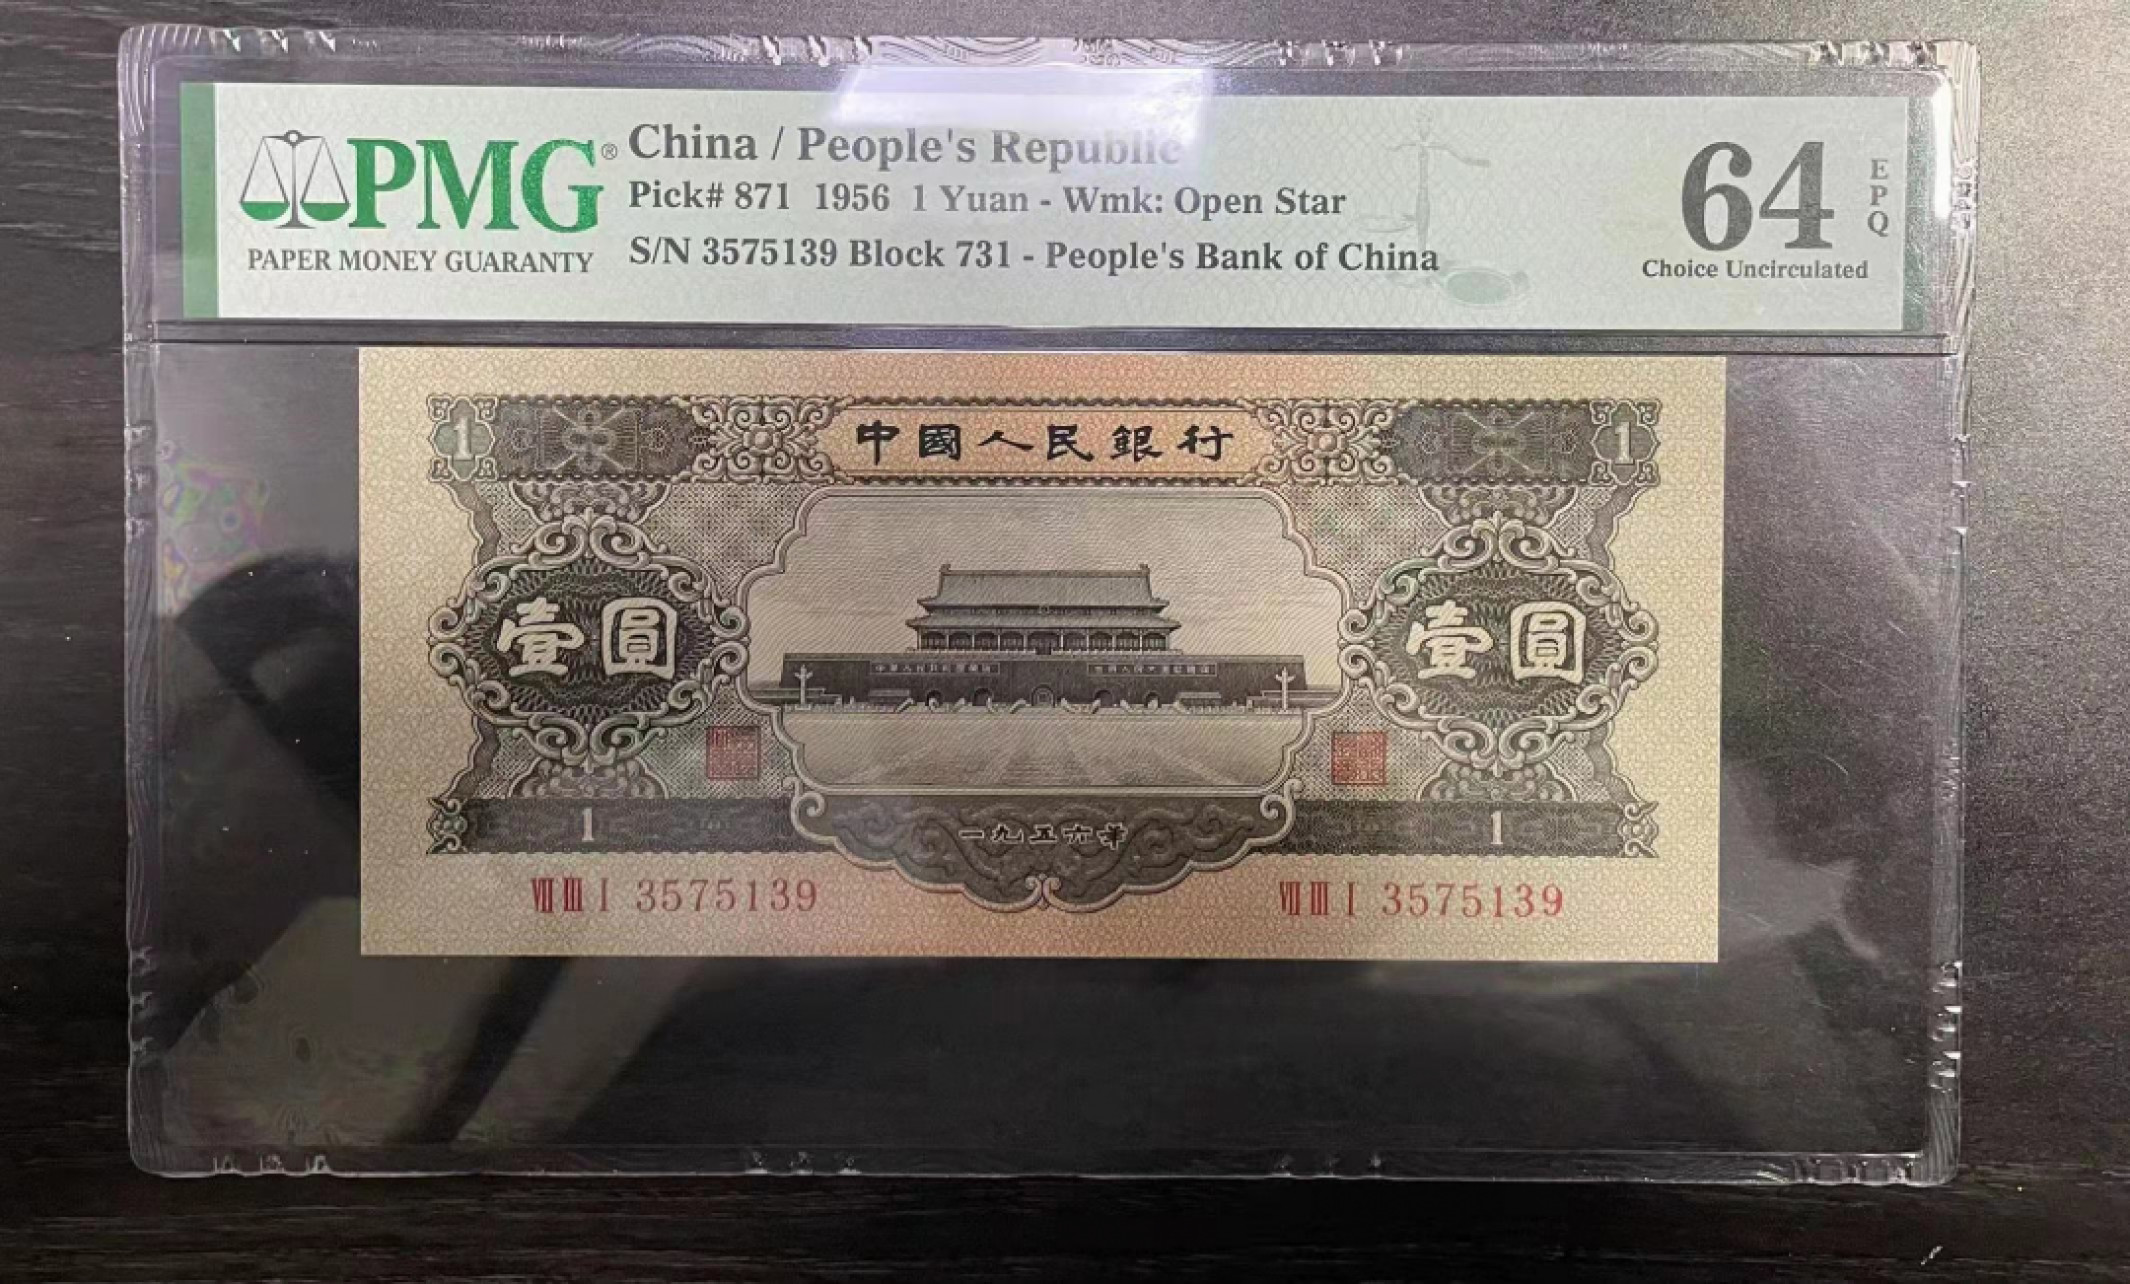 PMG®
PAPER MONEY GUARANTY
China / People's Republic
Pick# 871 1956 1 Yuan - Wmk: Open Star
S/N 3575139 Block 731 - People's Bank of China
64
EPQ
Choice Uncirculated
1 中國人民銀行 1
壹圓 壹圓
1 一九五六年 1
VII III I 3575139 VII III I 3575139